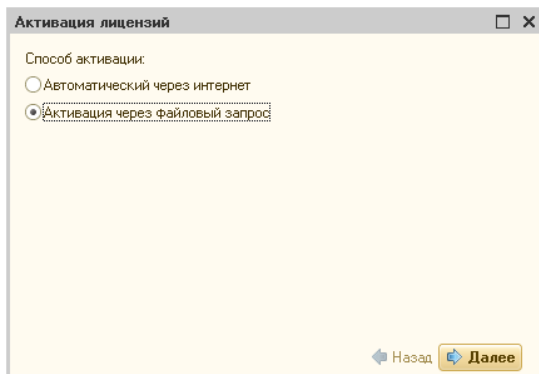 Активация лицензий
Способ активации:
Автоматический через интернет
Активация через файловый запрос
Назад Далее